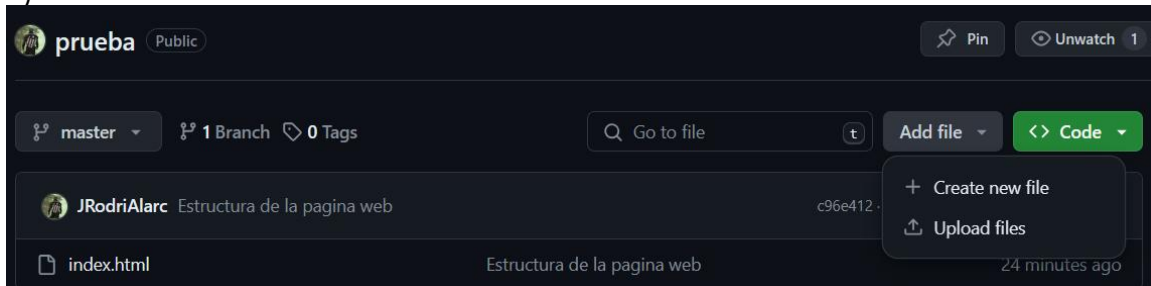 prueba Public Pin Unwatch 1
master 1 Branch 0 Tags Go to file t Add file <> Code
+ Create new file
JRodriAlarc Estructura de la pagina web c96e412 ·
Upload files
index.html Estructura de la pagina web 24 minutes ago